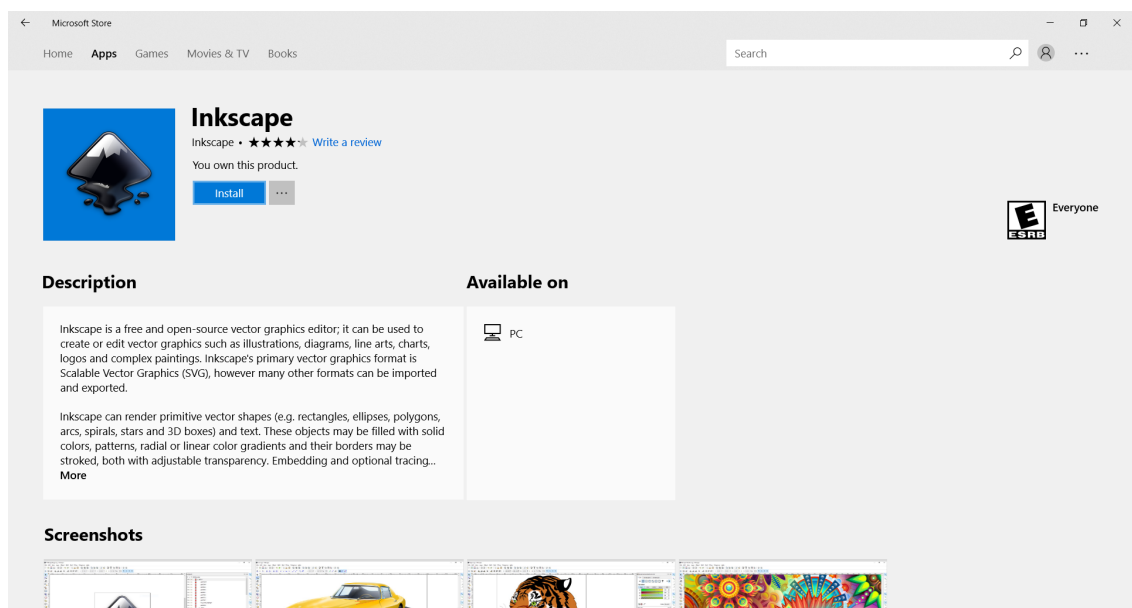 Microsoft Store
Home Apps Games Movies & TV Books
Search
Inkscape
Inkscape • Write a review
You own this product.
Install ...
E
ESRB
Everyone
Description
Available on
Inkscape is a free and open-source vector graphics editor; it can be used to
create or edit vector graphics such as illustrations, diagrams, line arts, charts,
logos and complex paintings. Inkscape's primary vector graphics format is
Scalable Vector Graphics (SVG), however many other formats can be imported
and exported.
Inkscape can render primitive vector shapes (e.g. rectangles, ellipses, polygons,
arcs, spirals, stars and 3D boxes) and text. These objects may be filled with solid
colors, patterns, radial or linear color gradients and their borders may be
stroked, both with adjustable transparency. Embedding and optional tracing...
More
PC
Screenshots